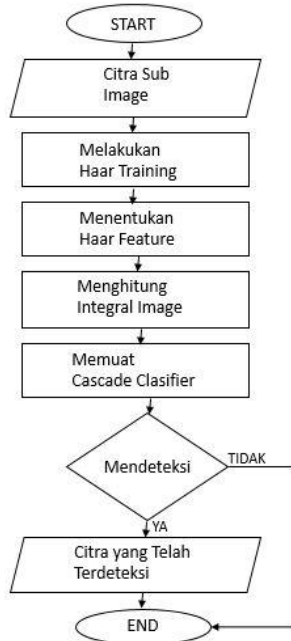 START
Citra Sub
Image
Melakukan
Haar Training
Menentukan
Haar Feature
Menghitung
Integral Image
Memuat
Cascade Clasifier
Mendeteksi
TIDAK
YA
Citra yang Telah
Terdeteksi
END